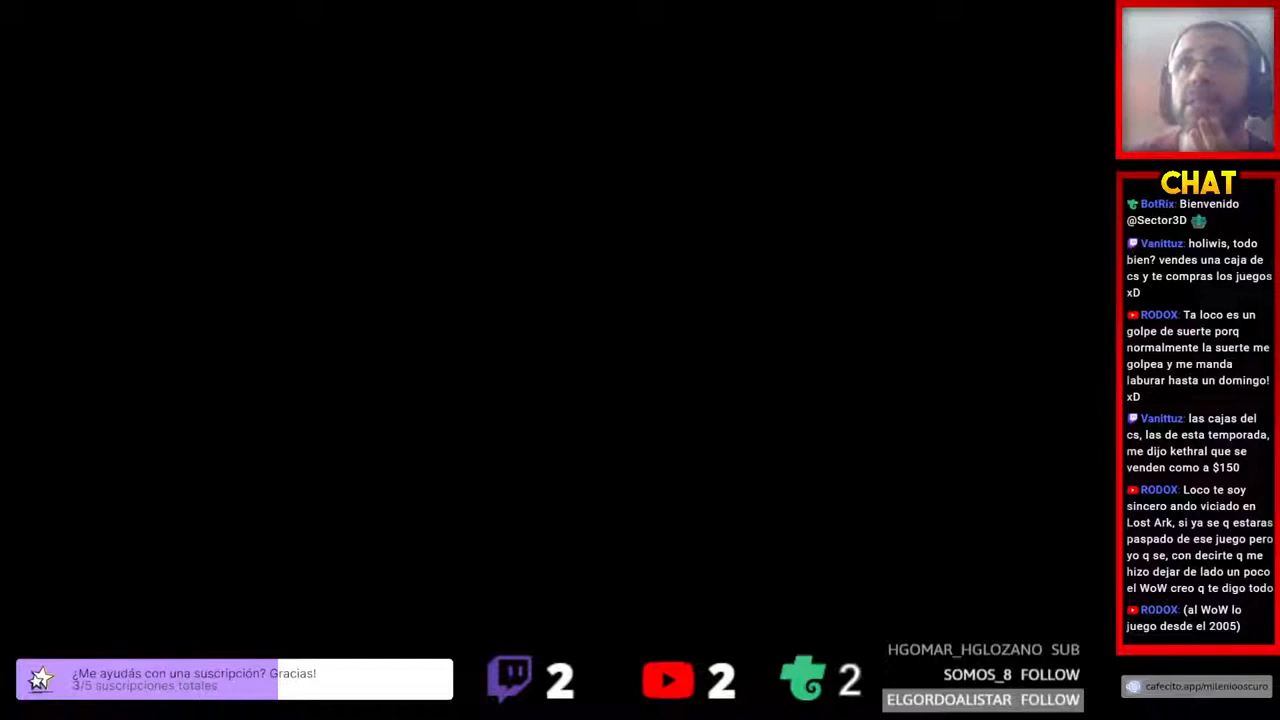 CHAT
BotRix: Bienvenido
@Sector3D
Vanittuz: holiwis, todo
bien? vendes una caja de
cs y te compras los juegos
xD
RODOX: Ta loco es un
golpe de suerte porq
normalmente la suerte me
golpea y me manda
laburar hasta un domingo!
xD
Vanittuz: las cajas del
cs, las de esta temporada,
me dijo kethral que se
venden como a $150
RODOX: Loco te soy
sincero ando viciado en
Lost Ark, si ya se q estaras
paspado de ese juego pero
yo q se, con decirte q me
hizo dejar de lado un poco
el WoW creo q te digo todo
RODOX: (al WoW lo
juego desde el 2005)
¿Me ayudás con una suscripción? Gracias!
3/5 suscripciones totales
2
2
2
HGOMAR_HGLOZANO SUB
SOMOS_8 FOLLOW
ELGORDOALISTAR FOLLOW
cafecito.app/mileniooscuro